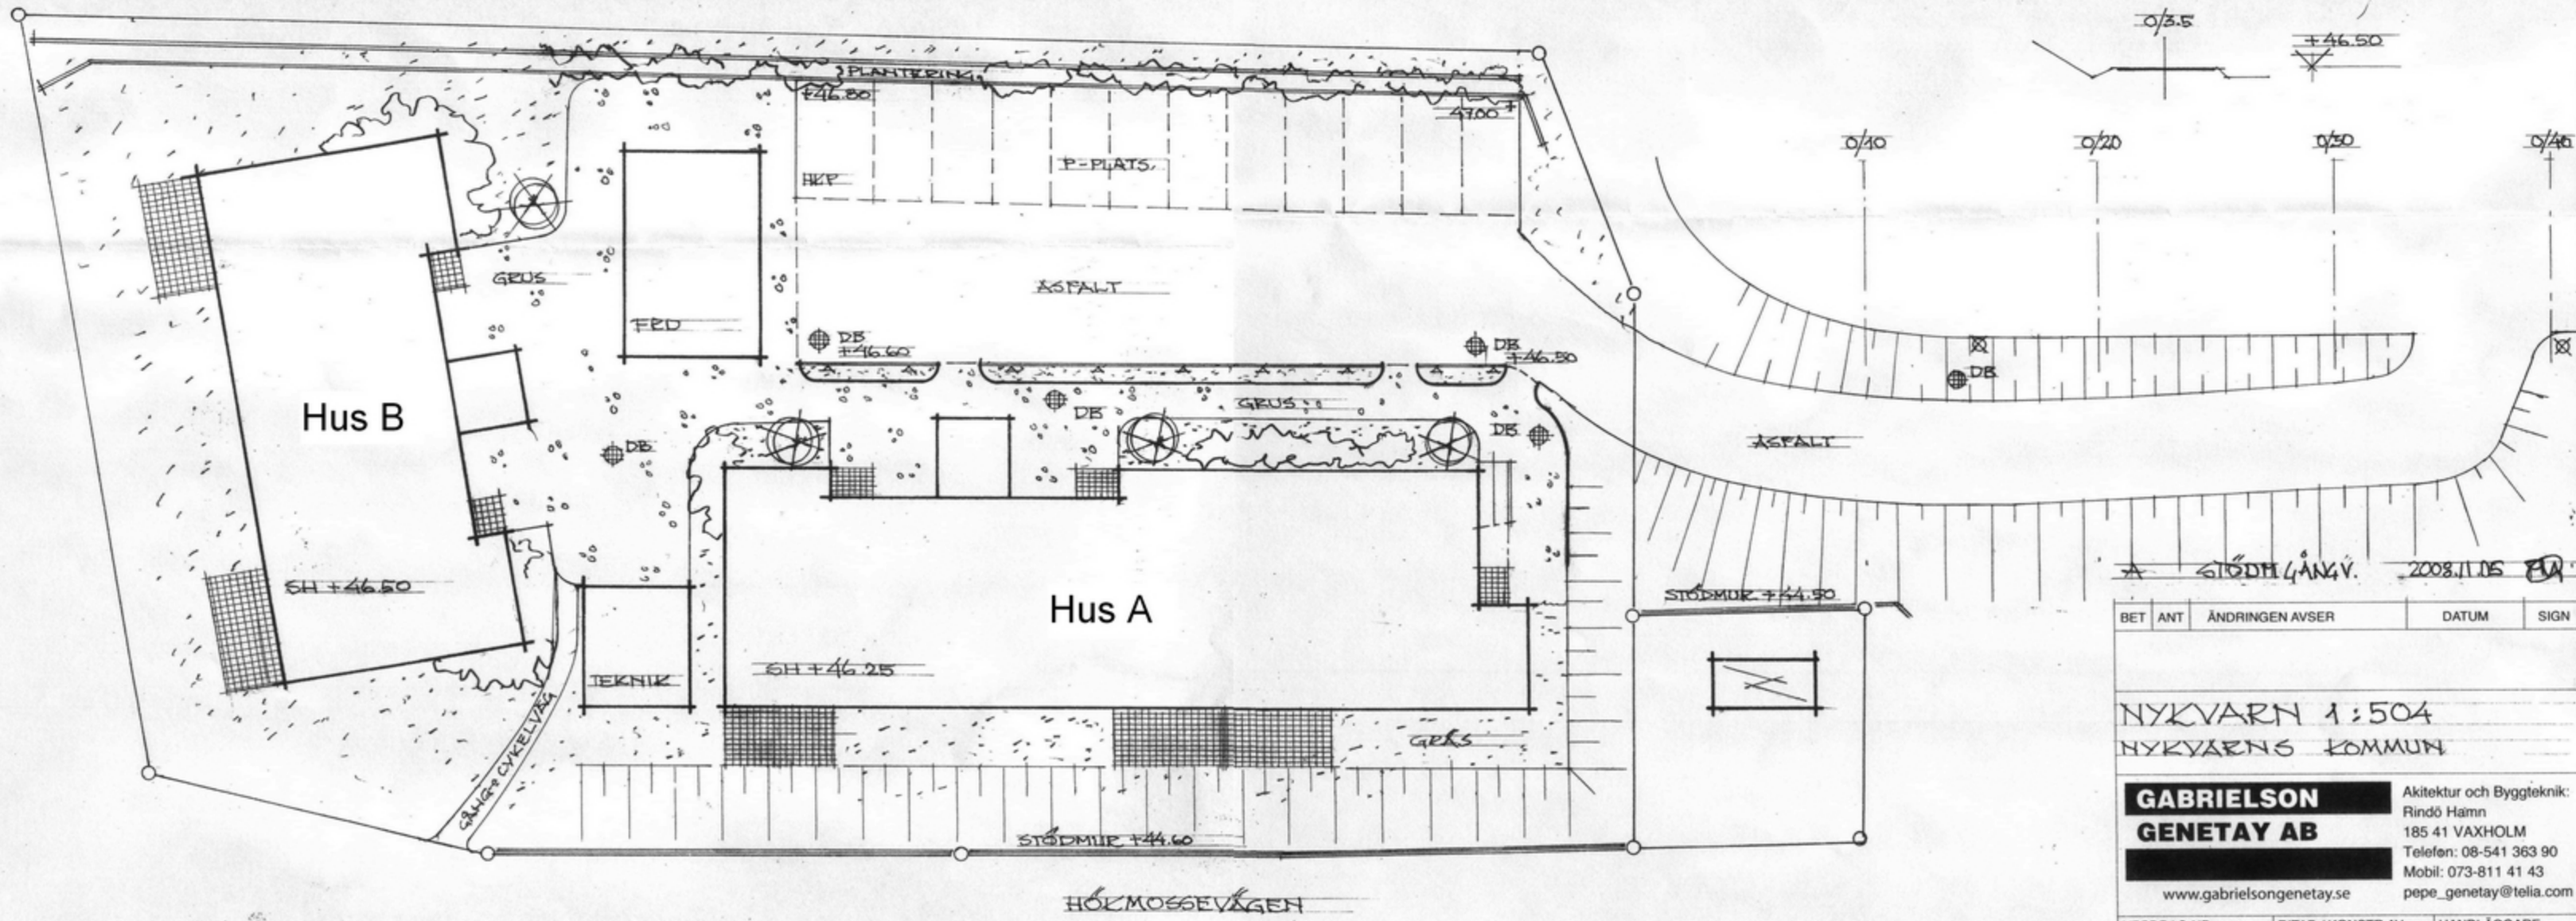 0/3.5
+46.50
PLANTERING
+46.80
47.00
0/10
0/20
0/30
0/40
HKP
P-PLATS.
GRUS
ASFALT
FRD
DB
+46.60
DB
+46.50
DB
DB
GRUS
Hus B
DB
DB
ASFALT
SH +46.50
Hus A
STÖDMUR +44.50
A STÖDM GÅNGV. 2008.11.05
BET ANT ÄNDRINGEN AVSER DATUM SIGN
TEKNIK
SH +46.25
GÅNG & CYKELVÄG
GRÄS
NYKVARN 1:504
NYKVARNS KOMMUN
STÖDMUR +44.60
GABRIELSON
GENETAY AB
www.gabrielsongenetay.se
Akitektur och Byggteknik:
Rindö Hamn
185 41 VAXHOLM
Telefon: 08-541 363 90
Mobil: 073-811 41 43
pepe_genetay@telia.com
HÖKMOSSEVÄGEN